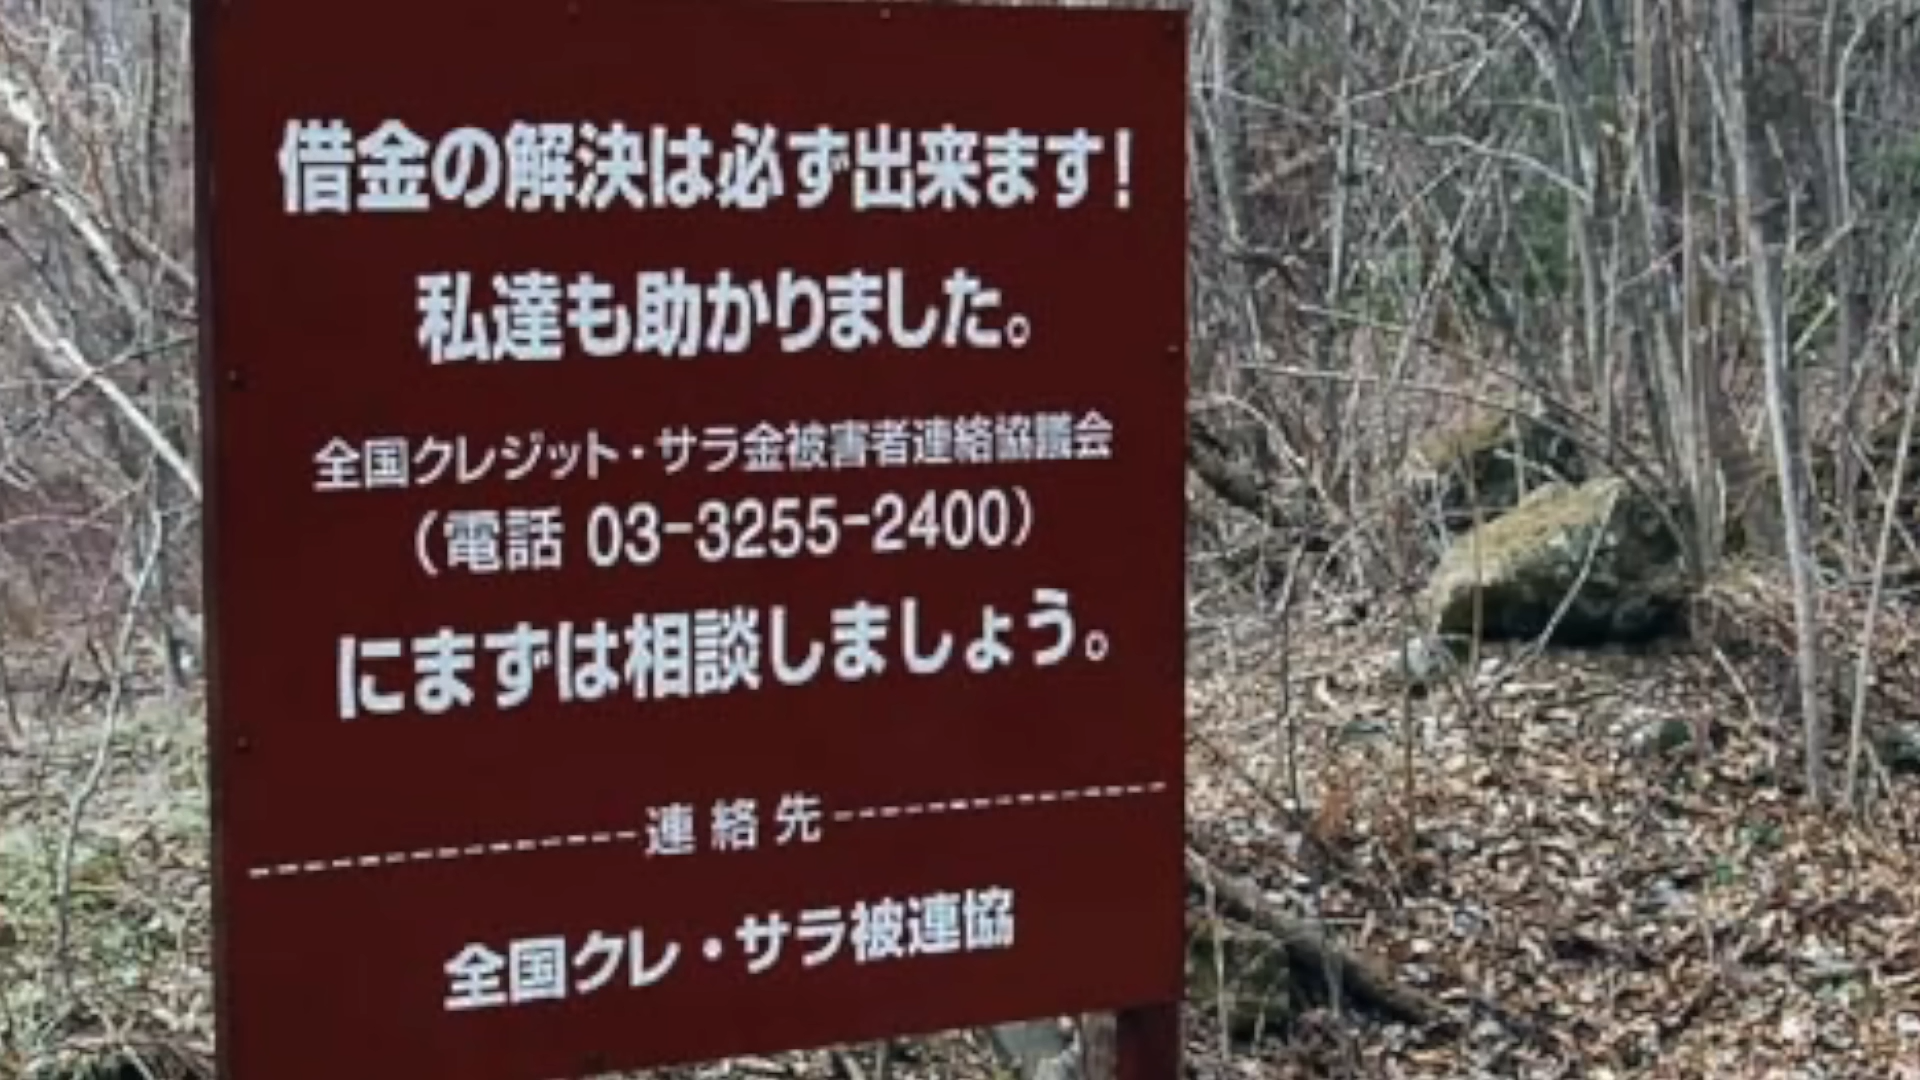 借金の解決は必ず出来ます!
私達も助かりました。
全国クレジット・サラ金被害者連絡協議会
(電話 03-3255-2400)
にまずは相談しましょう。
連絡先
全国クレ・サラ被連協